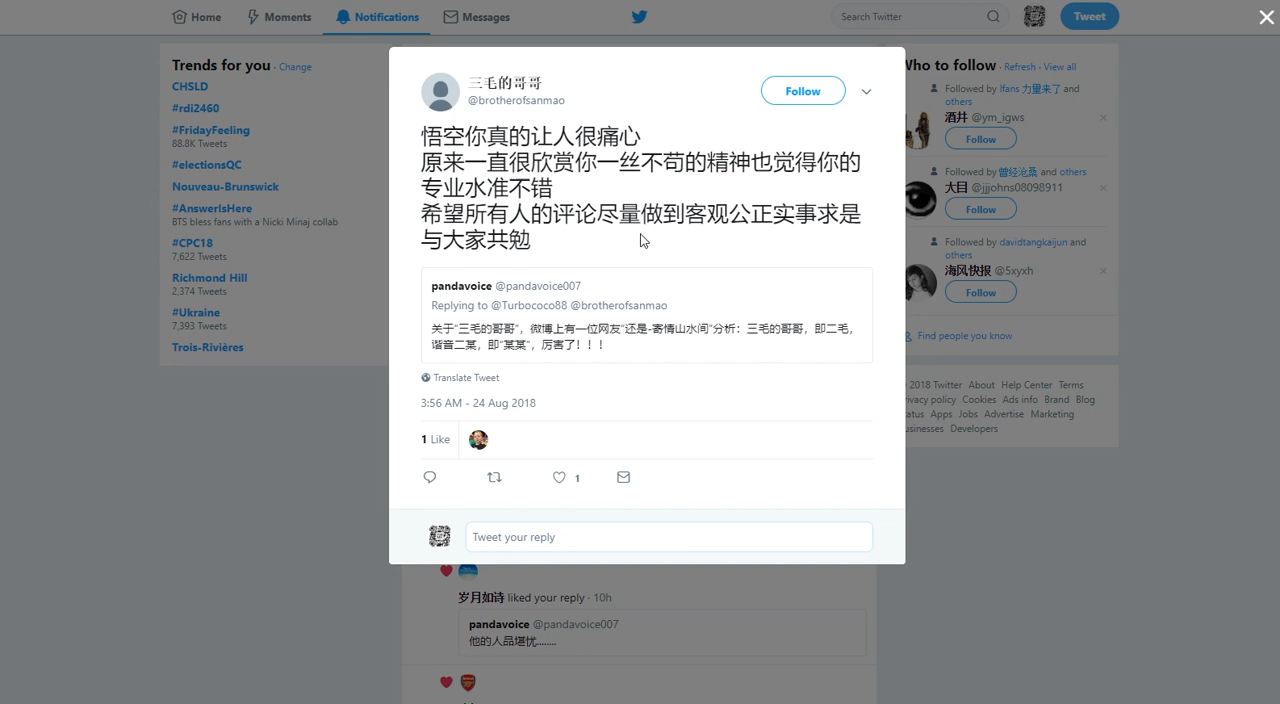 Home
Moments
Notifications
Messages
Search Twitter
Tweet
Trends for you · Change
CHSLD
#rdi2460
#FridayFeeling
88.8K Tweets
#electionsQC
Nouveau-Brunswick
#AnswerIsHere
BTS bless fans with a Nicki Minaj collab
#CPC18
7,622 Tweets
Richmond Hill
2,374 Tweets
#Ukraine
7,393 Tweets
Trois-Rivières
三毛的哥哥
@brotherofsanmao
Follow
悟空你真的让人很痛心
原来一直很欣赏你一丝不苟的精神也觉得你的
专业水准不错
希望所有人的评论尽量做到客观公正实事求是
与大家共勉
pandavoice @pandavoice007
Replying to @Turbococo88 @brotherofsanmao
关于“三毛的哥哥”，微博上有一位网友“还是-寄情山水间”分析：三毛的哥哥，即二毛，
谐音二某，即“某某”，厉害了！！！
Translate Tweet
3:56 AM - 24 Aug 2018
1 Like
1
Tweet your reply
岁月如诗 liked your reply · 10h
pandavoice @pandavoice007
他的人品堪忧........
Who to follow · Refresh · View all
Followed by lfans 力量来了 and
others
酒井 @ym_igws
Follow
Followed by 曾经沧桑 and others
大目 @jjjohns08098911
Follow
Followed by davidtangkaijun and
others
海风快报 @5xyxh
Follow
Find people you know
2018 Twitter About Help Center Terms
Privacy policy Cookies Ads info Brand Blog
Status Apps Jobs Advertise Marketing
Businesses Developers